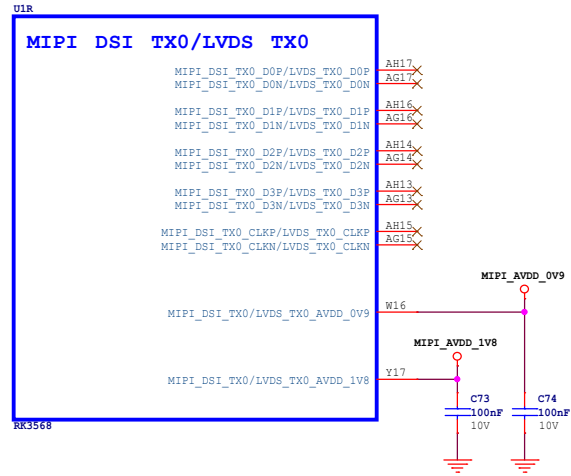 U1R
MIPI DSI TX0/LVDS TX0
MIPI_DSI_TX0_D0P/LVDS_TX0_D0P AH17
MIPI_DSI_TX0_D0N/LVDS_TX0_D0N AG17
MIPI_DSI_TX0_D1P/LVDS_TX0_D1P AH16
MIPI_DSI_TX0_D1N/LVDS_TX0_D1N AG16
MIPI_DSI_TX0_D2P/LVDS_TX0_D2P AH14
MIPI_DSI_TX0_D2N/LVDS_TX0_D2N AG14
MIPI_DSI_TX0_D3P/LVDS_TX0_D3P AH13
MIPI_DSI_TX0_D3N/LVDS_TX0_D3N AG13
MIPI_DSI_TX0_CLKP/LVDS_TX0_CLKP AH15
MIPI_DSI_TX0_CLKN/LVDS_TX0_CLKN AG15
MIPI_AVDD_0V9
MIPI_DSI_TX0/LVDS_TX0_AVDD_0V9 W16
MIPI_AVDD_1V8
MIPI_DSI_TX0/LVDS_TX0_AVDD_1V8 Y17
C73 C74
100nF 100nF
10V 10V
RK3568